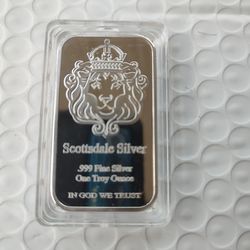 Scottsdale Silver
.999 Fine Silver
One Troy Ounce
IN GOD WE TRUST